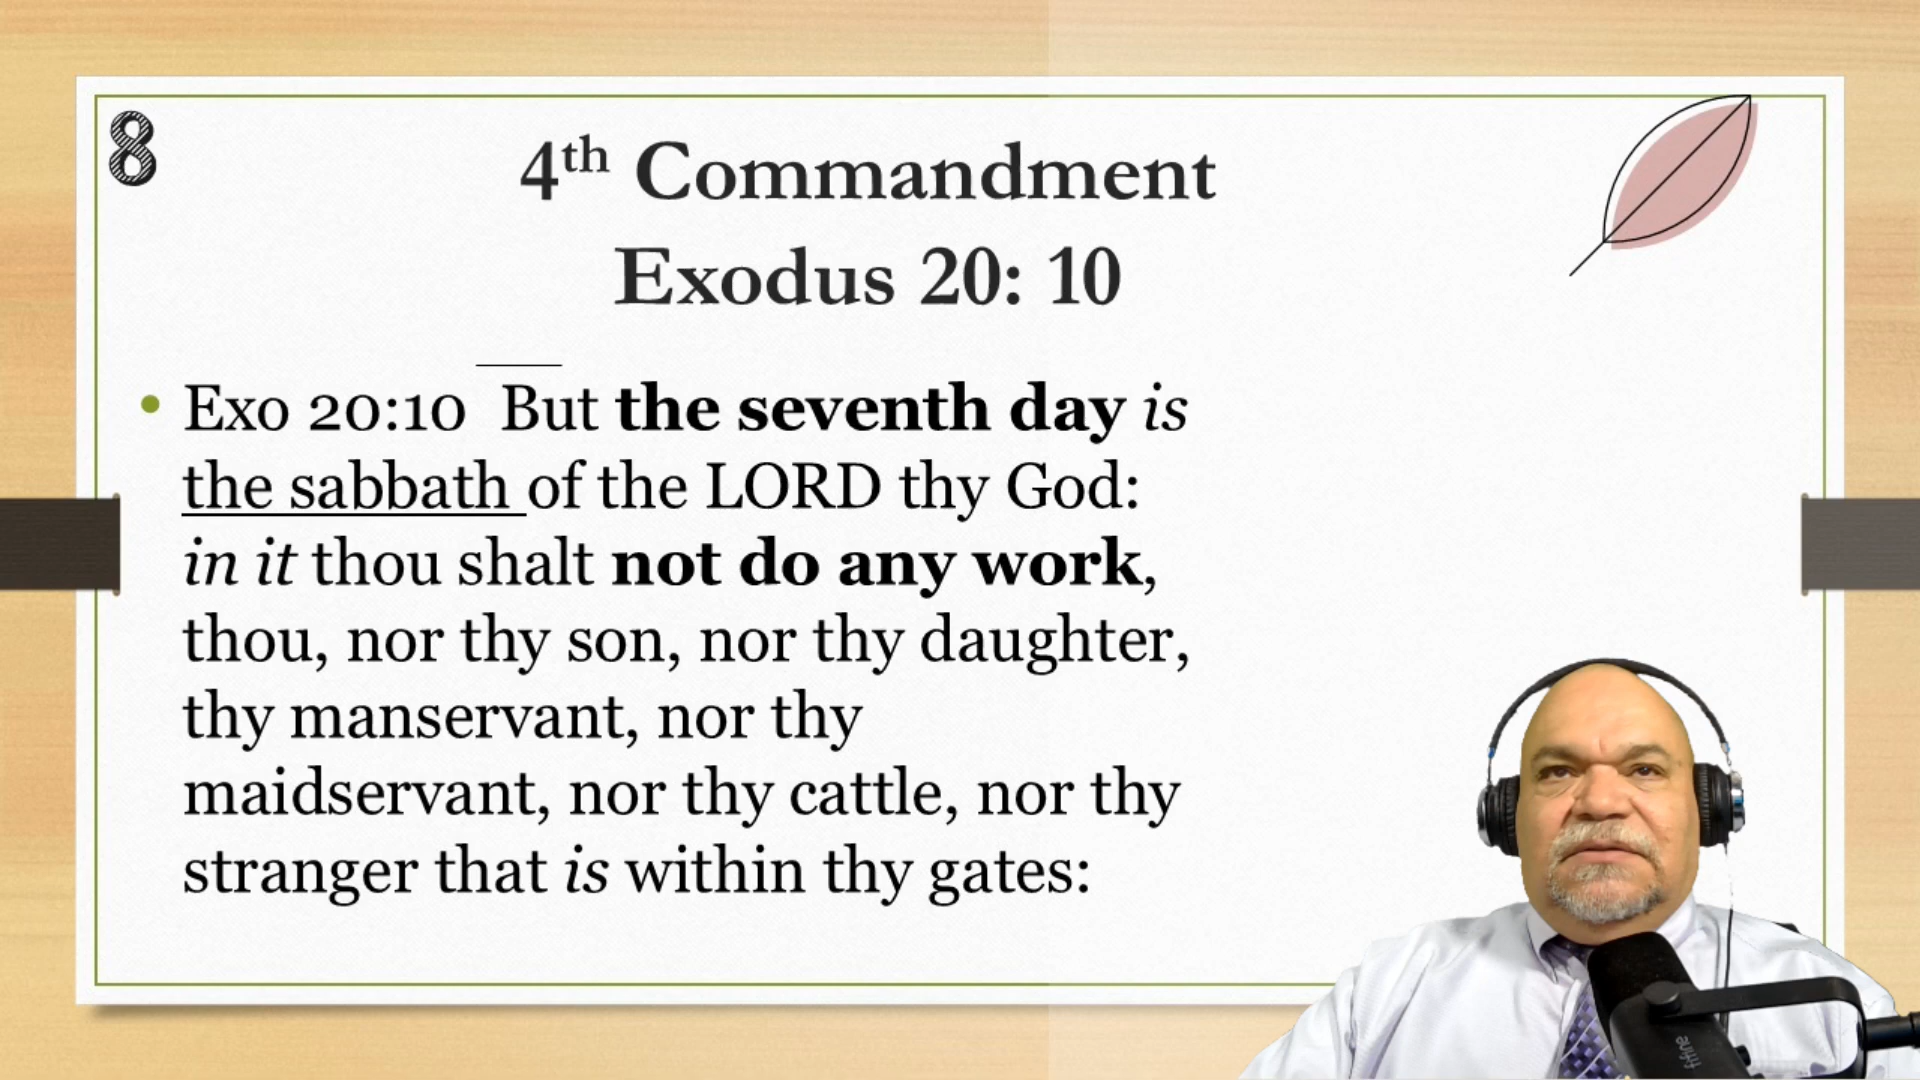 8
4th Commandment
Exodus 20: 10
• Exo 20:10 But the seventh day is
the sabbath of the LORD thy God:
in it thou shalt not do any work,
thou, nor thy son, nor thy daughter,
thy manservant, nor thy
maidservant, nor thy cattle, nor thy
stranger that is within thy gates:
fifine